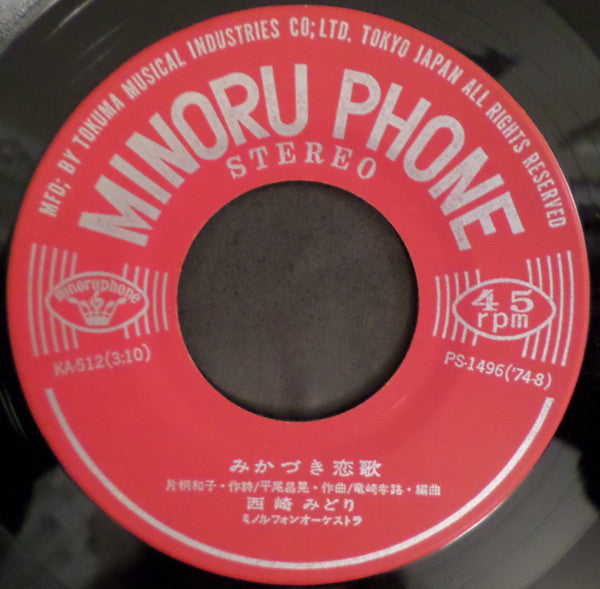 MFD; BY TOKUMA MUSICAL INDUSTRIES CO;LTD. TOKYO JAPAN ALL RIGHTS RESERVED
MINORU PHONE
STEREO
minoruphone
45
rpm
KA-512(3:10)
PS-1496('74-8)
みかづき恋歌
片桐和子・作詩/平尾昌晃・作曲/竜崎孝路・編曲
西崎みどり
ミノルフォンオーケストラ